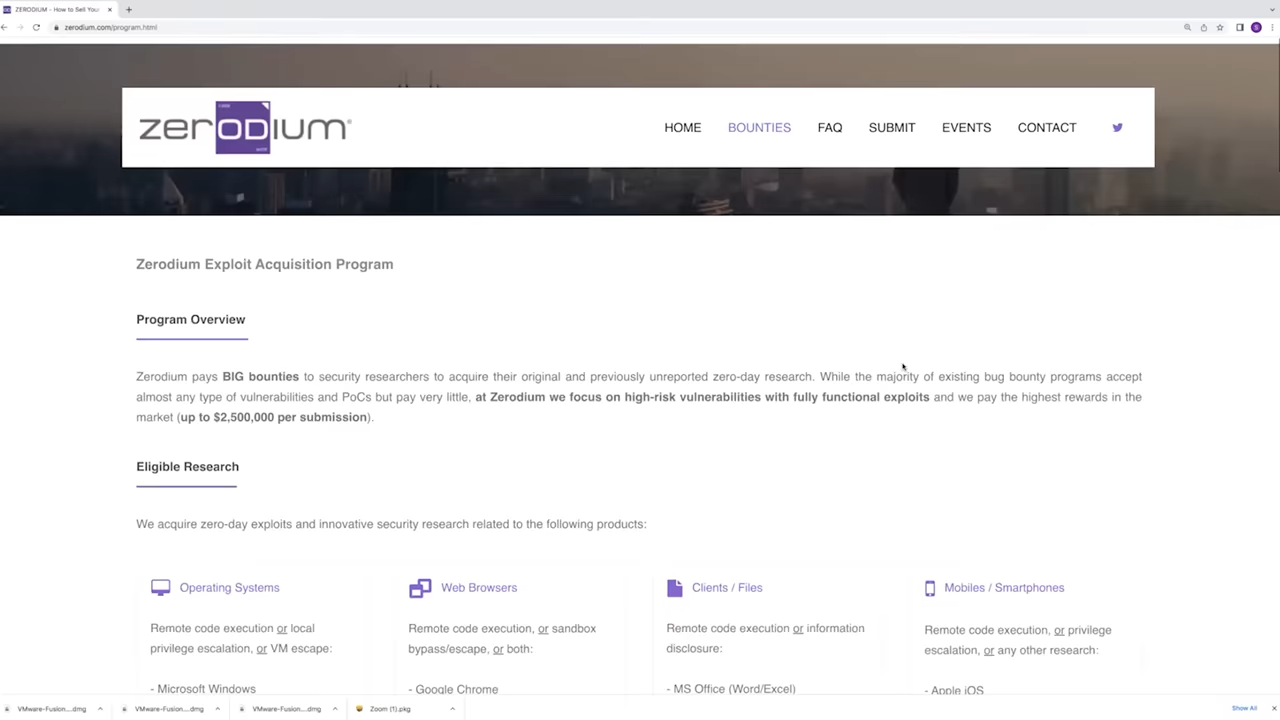 ZERODIUM - How to Sell Your
zerodium.com/program.html
zerodium
HOME BOUNTIES FAQ SUBMIT EVENTS CONTACT
Zerodium Exploit Acquisition Program
Program Overview
Zerodium pays BIG bounties to security researchers to acquire their original and previously unreported zero-day research. While the majority of existing bug bounty programs accept
almost any type of vulnerabilities and PoCs but pay very little, at Zerodium we focus on high-risk vulnerabilities with fully functional exploits and we pay the highest rewards in the
market (up to $2,500,000 per submission).
Eligible Research
We acquire zero-day exploits and innovative security research related to the following products:
Operating Systems
Remote code execution or local
privilege escalation, or VM escape:
- Microsoft Windows
Web Browsers
Remote code execution, or sandbox
bypass/escape, or both:
- Google Chrome
Clients / Files
Remote code execution or information
disclosure:
- MS Office (Word/Excel)
Mobiles / Smartphones
Remote code execution, or privilege
escalation, or any other research:
- Apple iOS
VMware-Fusion....dmg VMware-Fusion....dmg VMware-Fusion....dmg Zoom (1).pkg Show All